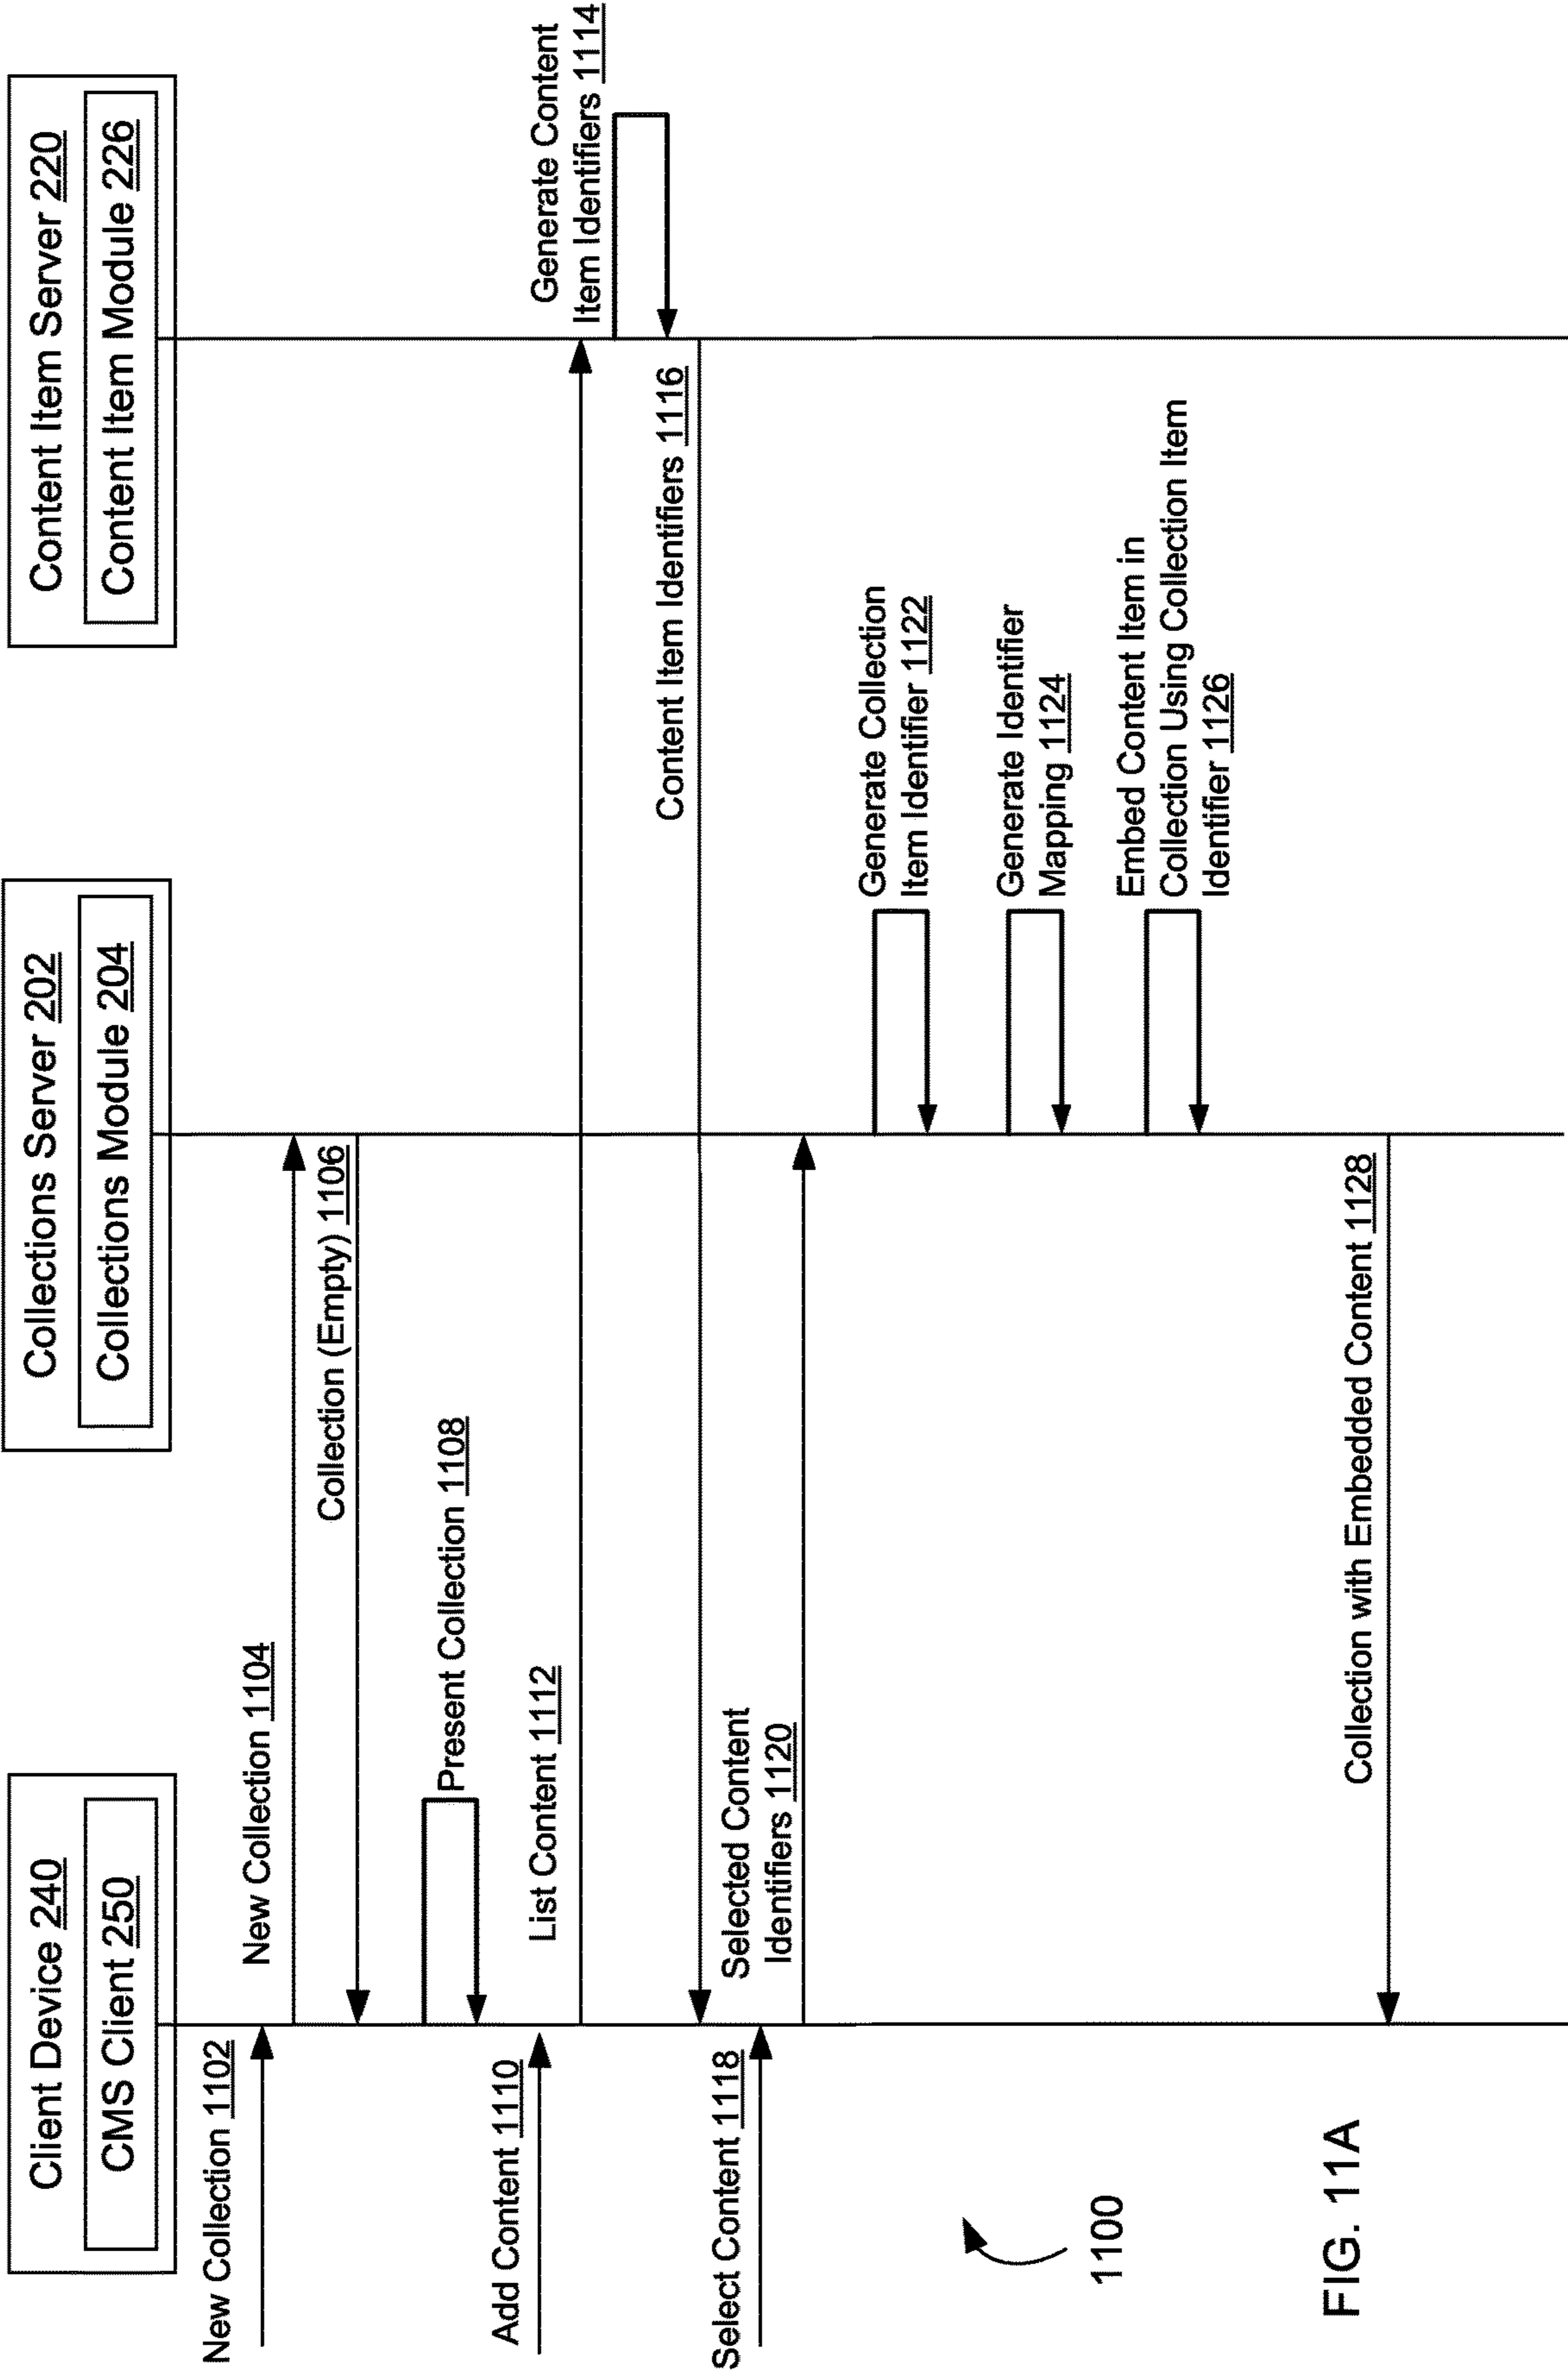 Client Device 240
CMS Client 250
Collections Server 202
Collections Module 204
Content Item Server 220
Content Item Module 226
New Collection 1102
New Collection 1104
Collection (Empty) 1106
Present Collection 1108
Add Content 1110
List Content 1112
Generate Content
Item Identifiers 1114
Content Item Identifiers 1116
Select Content 1118
Selected Content
Identifiers 1120
Generate Collection
Item Identifier 1122
Generate Identifier
Mapping 1124
Embed Content Item in
Collection Using Collection Item
Identifier 1126
Collection with Embedded Content 1128
1100
FIG. 11A